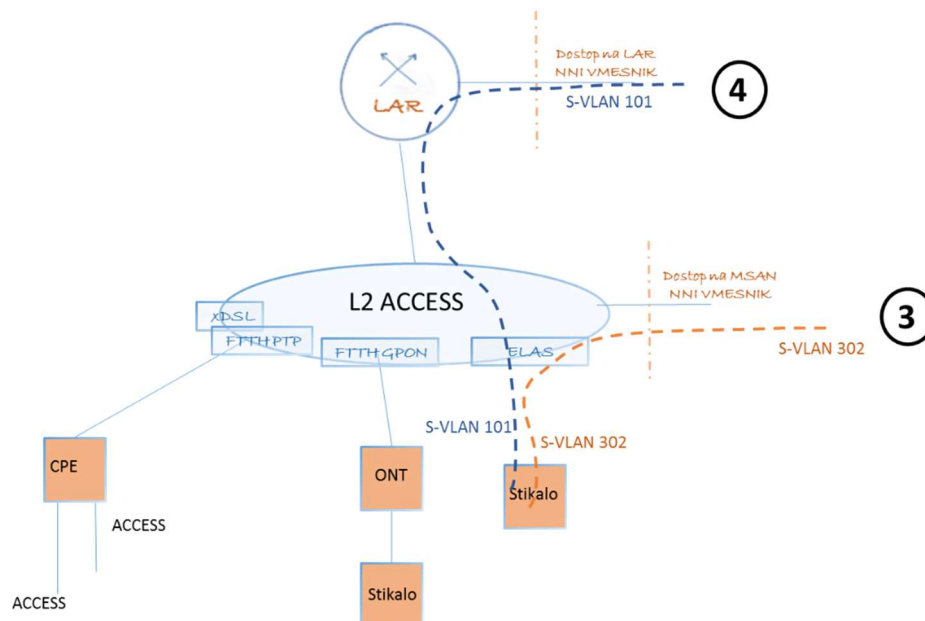 Dostop na LAR
NNI VMESNIK
S-VLAN 101
4
LAR
Dostop na MSAN
NNI VMESNIK
L2 ACCESS
xDSL
FTTH PTP
FTTH GPON
ELAS
3
S-VLAN 302
S-VLAN 101
S-VLAN 302
CPE
ONT
Stikalo
ACCESS
ACCESS
Stikalo